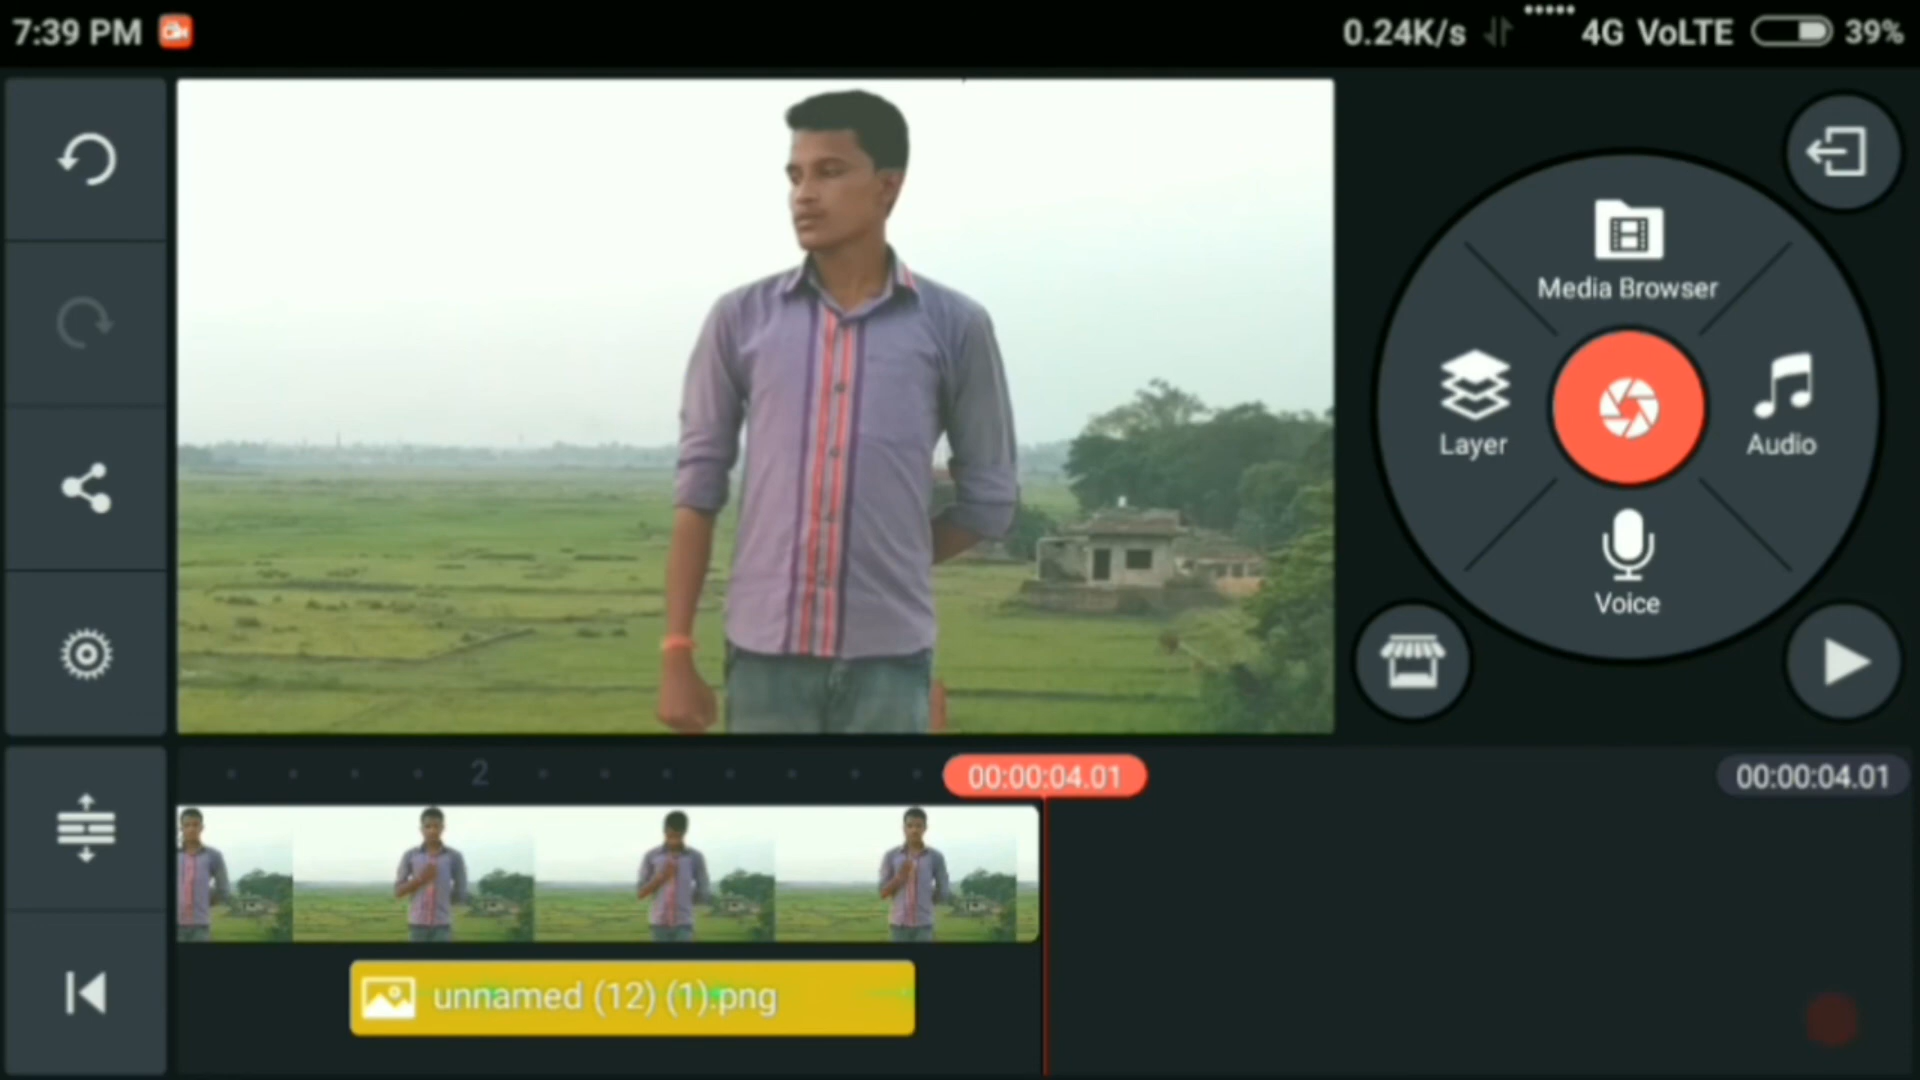 7:39 PM
0.24K/s 4G VoLTE 39%
Media Browser
Layer
Audio
Voice
2
00:00:04.01
00:00:04.01
unnamed (12) (1).png